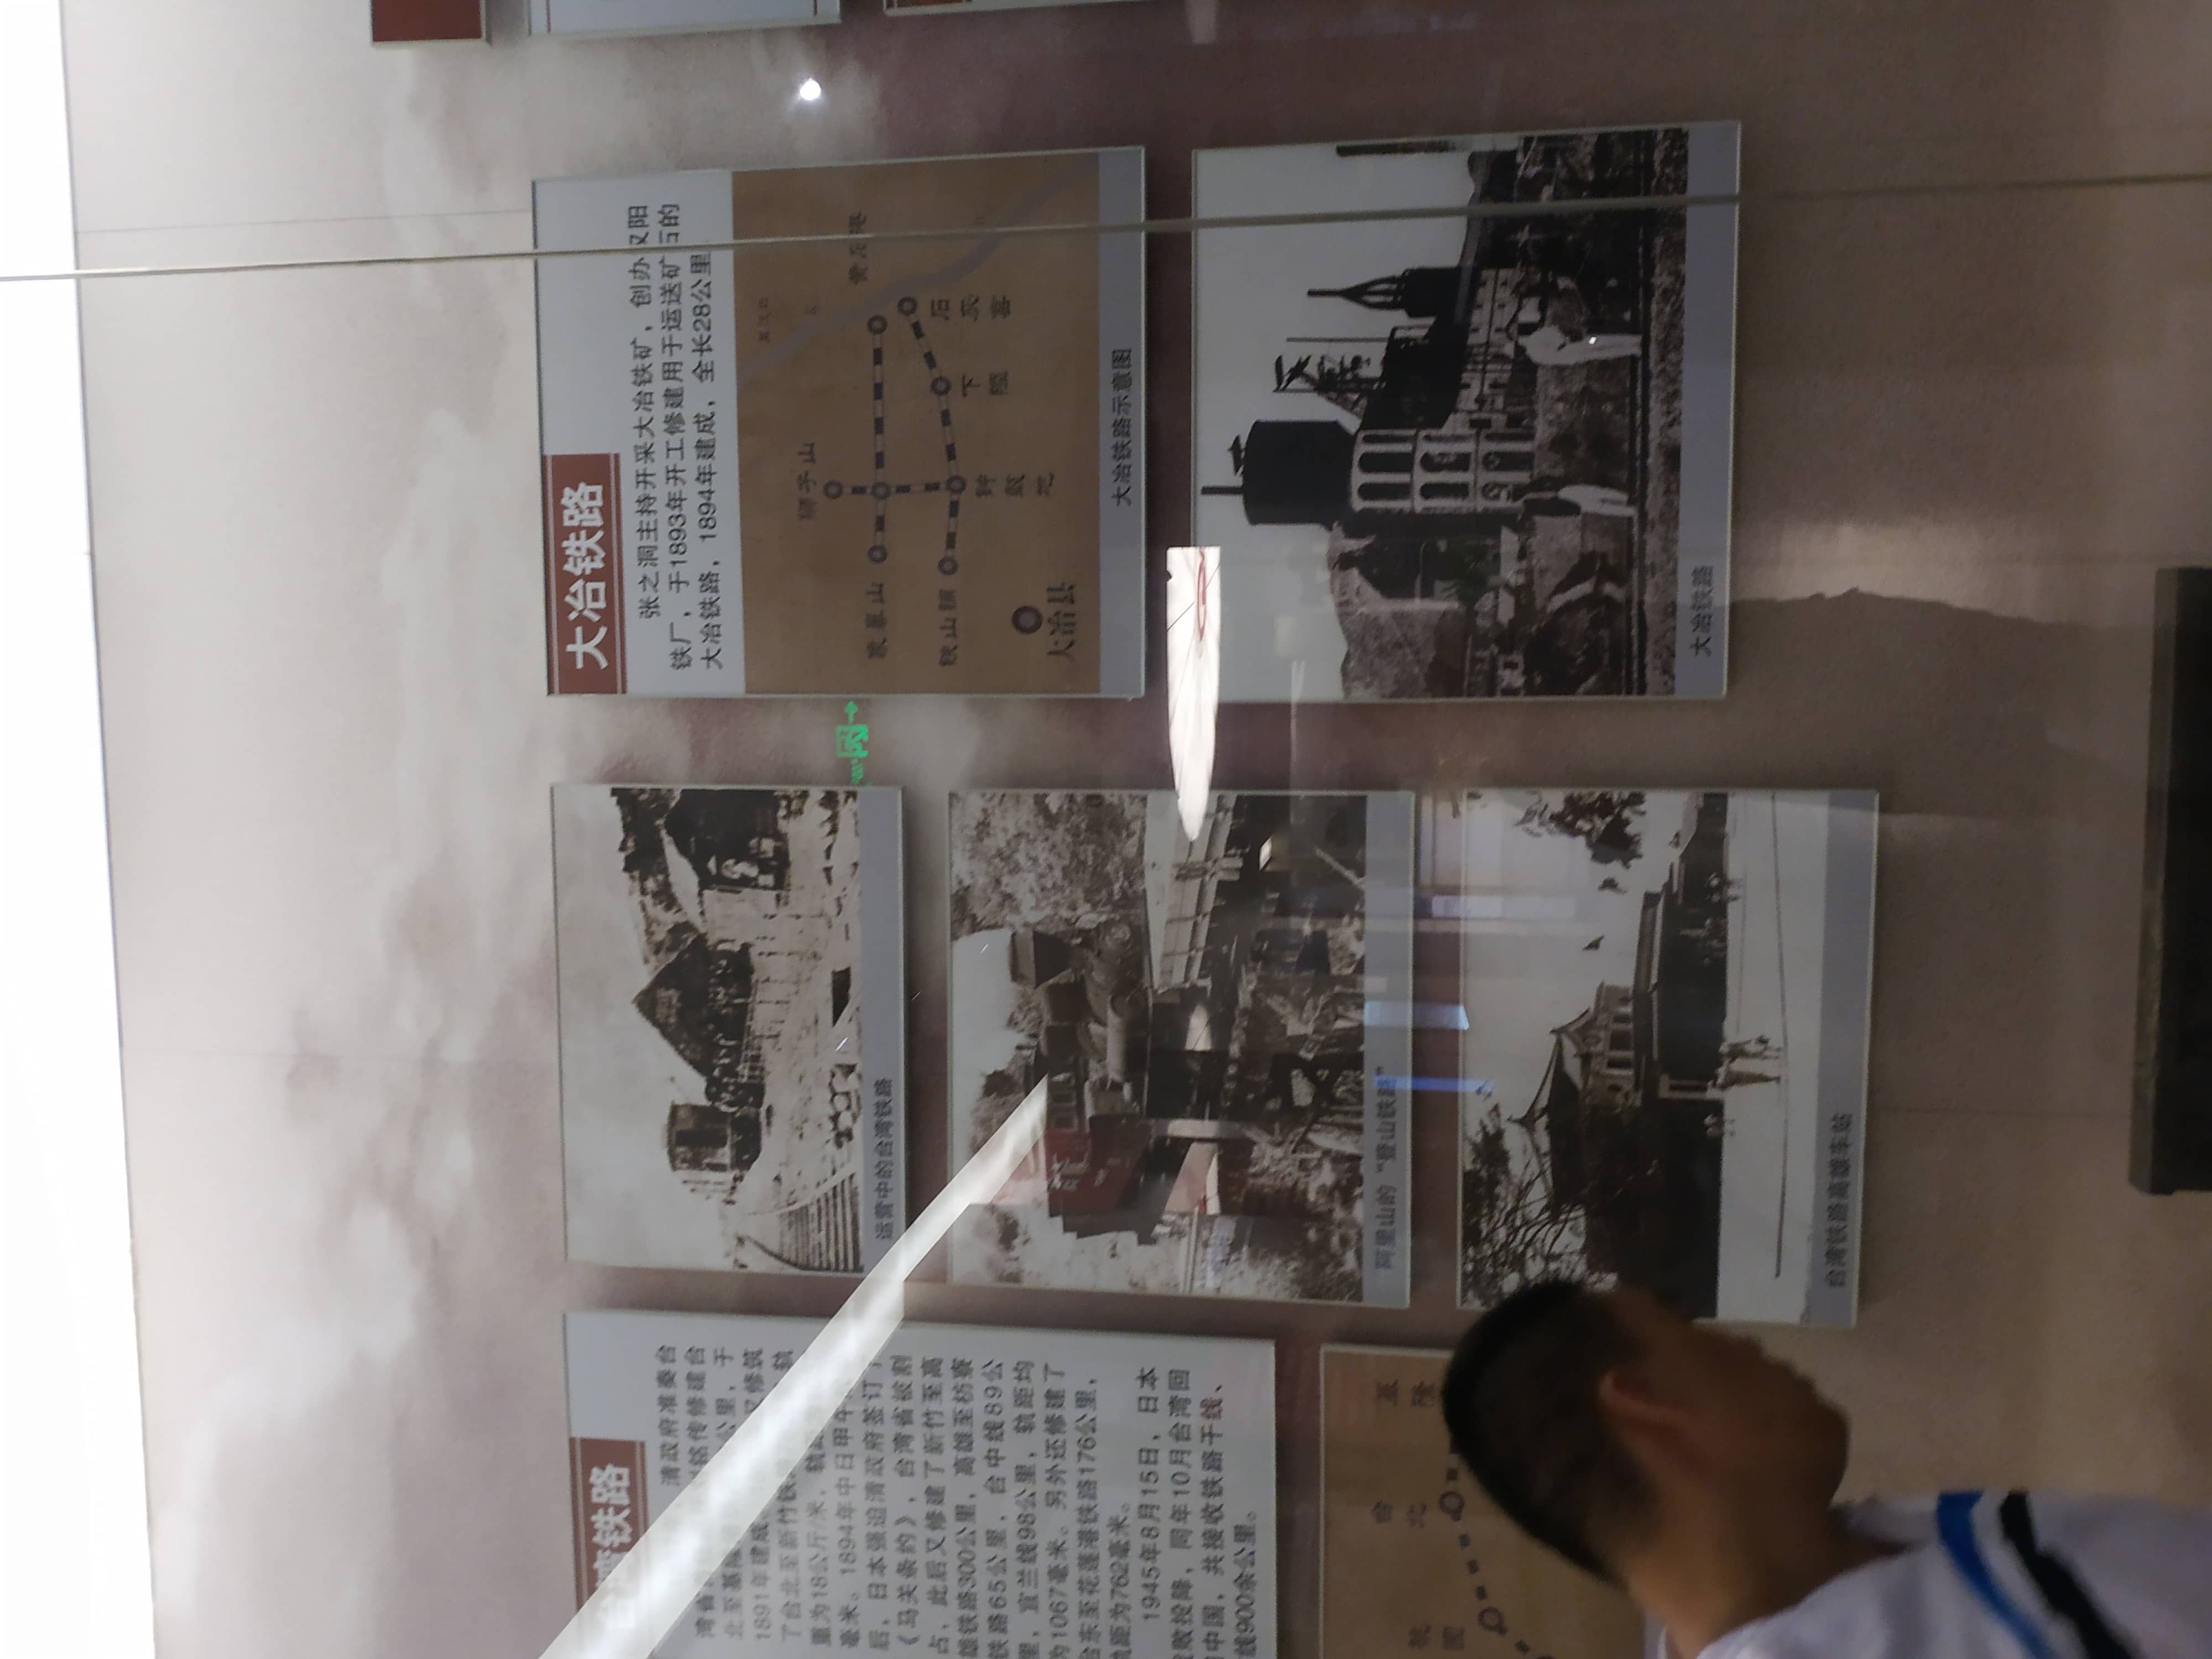 台湾铁路
清政府准奏台
湾省 铭传修建台
北至基隆 公里，于
1891年建成 又修筑
了台北至新竹铁 轨
重为18公斤/米，轨距
毫米。1894年中日甲午
后，日本强迫清政府签订了
《马关条约》，台湾省被割
占，此后又修建了新竹至高
雄铁路300公里，高雄至枋寮
铁路65公里，台中线89公
里，宜兰线98公里，轨距均
为1067毫米。另外还修建了
台东至花莲港铁路176公里，
轨距为762毫米。
1945年8月15日，日本
败投降，同年10月台湾回
中国，共接收铁路干线、
线900余公里。
桃园
台北
基隆
运营中的台湾铁路
阿里山的“登山铁路”
台湾铁路高雄车站
大冶铁路
张之洞主持开采大冶铁矿，创办汉阳
铁厂，于1893年开工修建用于运送矿石的
大冶铁路，1894年建成，全长28公里
狮子山
象鼻山
黄石港
铁山铺
钟鼓地
下陆
石灰窑
大冶县
大冶铁路示意图
大冶铁路